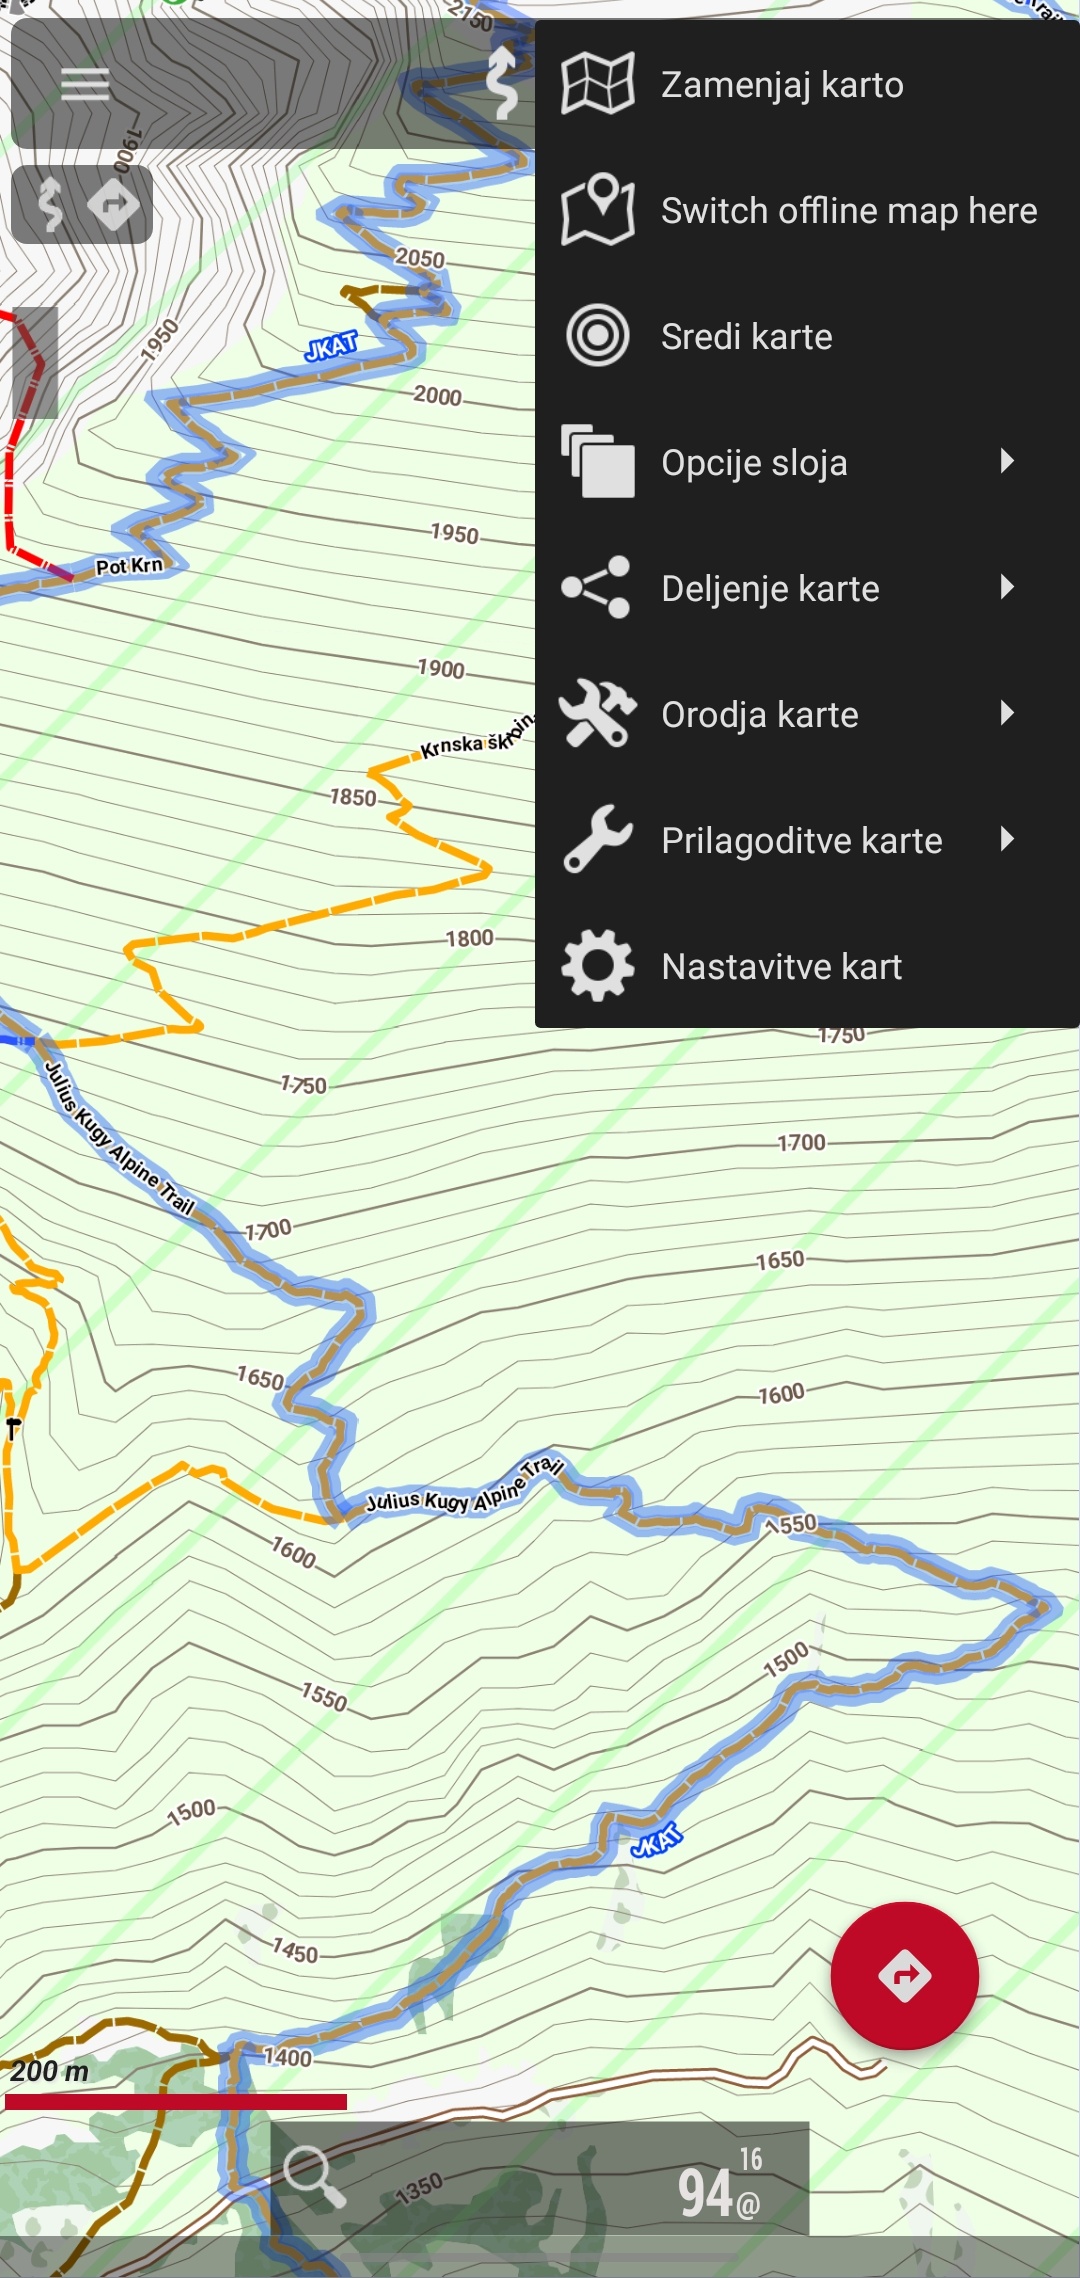 2150
Zamenjaj karto
1900
Switch offline map here
2050
1950
JKAT
Sredi karte
2000
Opcije sloja
1950
Pot Krn
Deljenje karte
1900
Orodja karte
Krnska škrbin
1850
Prilagoditve karte
1800
Nastavitve kart
1750
1750
Julius Kugy Alpine Trail
1700
1700
1650
1650
1600
Julius Kugy Alpine Trail
1550
1600
1500
1550
1500
JKAT
1450
1400
200 m
16
94@
1350